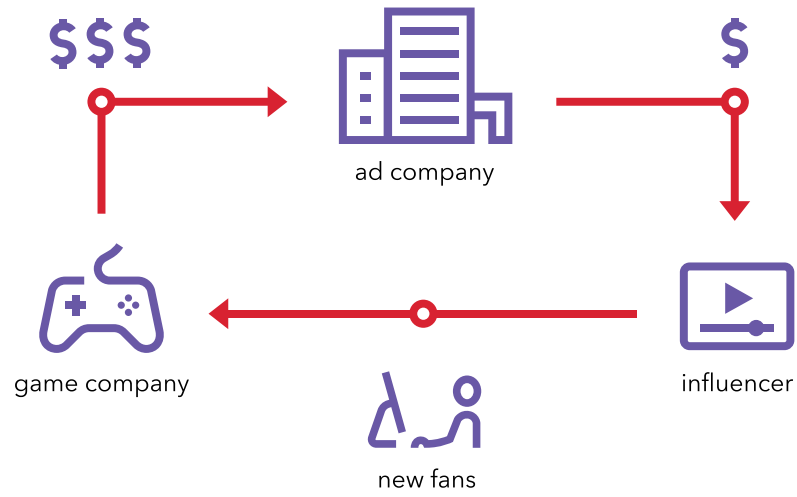 $$$
$
ad company
game company
influencer
new fans